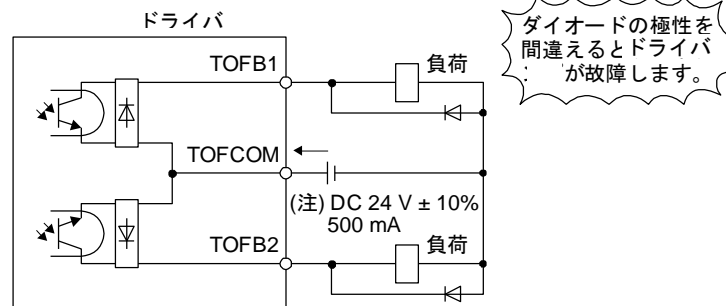 ドライバ
ダイオードの極性を
間違えるとドライバ
が故障します。
TOFB1
負荷
TOFCOM
(注) DC 24 V ± 10%
500 mA
TOFB2
負荷